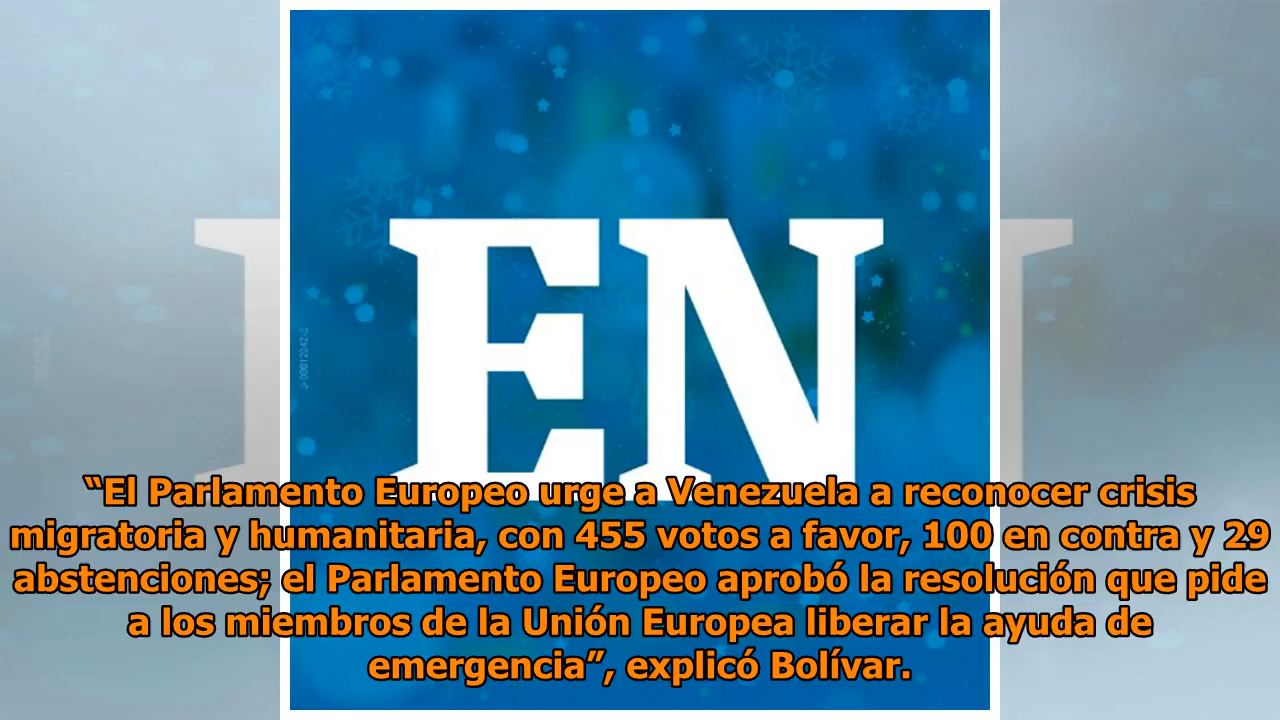 EN
J-00012942-3
“El Parlamento Europeo urge a Venezuela a reconocer crisis
migratoria y humanitaria, con 455 votos a favor, 100 en contra y 29
abstenciones; el Parlamento Europeo aprobó la resolución que pide
a los miembros de la Unión Europea liberar la ayuda de
emergencia”, explicó Bolívar.